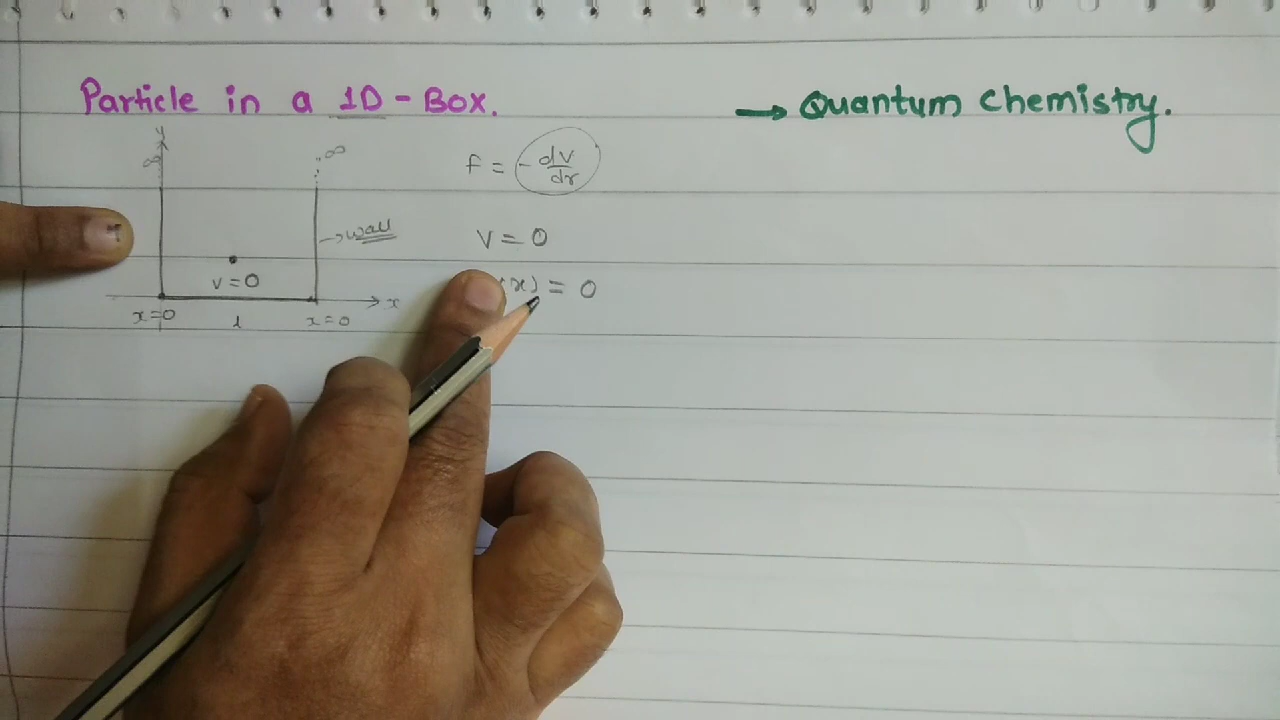 Particle in a 1D - Box.
→ Quantum chemistry.
y
∞
∞
f = - dv/dr
→ wall
v = 0
v = 0
(x) = 0
x
x=0
l
x=0